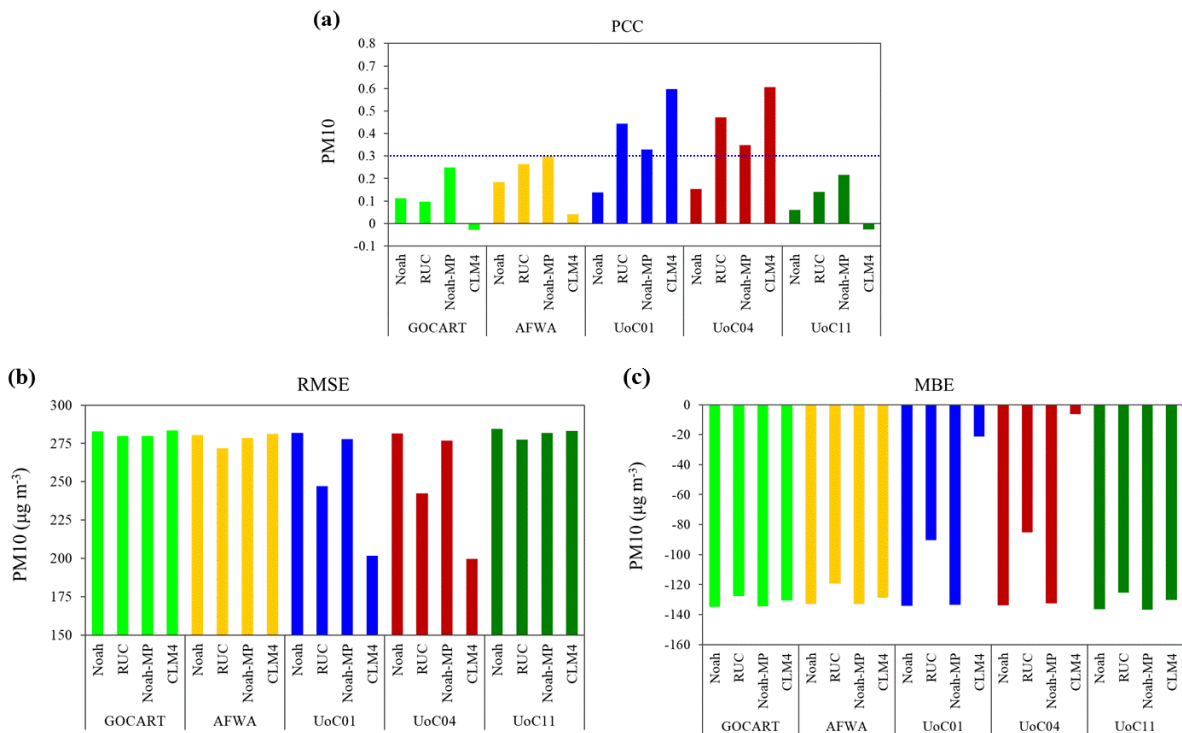 (a)
PCC
PM10
0.8
0.7
0.6
0.5
0.4
0.3
0.2
0.1
0
-0.1
Noah RUC Noah-MP CLM4 Noah RUC Noah-MP CLM4 Noah RUC Noah-MP CLM4 Noah RUC Noah-MP CLM4 Noah RUC Noah-MP CLM4
GOCART AFWA UoC01 UoC04 UoC11
(b)
RMSE
PM10 (µg m-3)
300
275
250
225
200
175
150
Noah RUC Noah-MP CLM4 Noah RUC Noah-MP CLM4 Noah RUC Noah-MP CLM4 Noah RUC Noah-MP CLM4 Noah RUC Noah-MP CLM4
GOCART AFWA UoC01 UoC04 UoC11
(c)
MBE
PM10 (µg m-3)
0
-20
-40
-60
-80
-100
-120
-140
-160
Noah RUC Noah-MP CLM4 Noah RUC Noah-MP CLM4 Noah RUC Noah-MP CLM4 Noah RUC Noah-MP CLM4 Noah RUC Noah-MP CLM4
GOCART AFWA UoC01 UoC04 UoC11